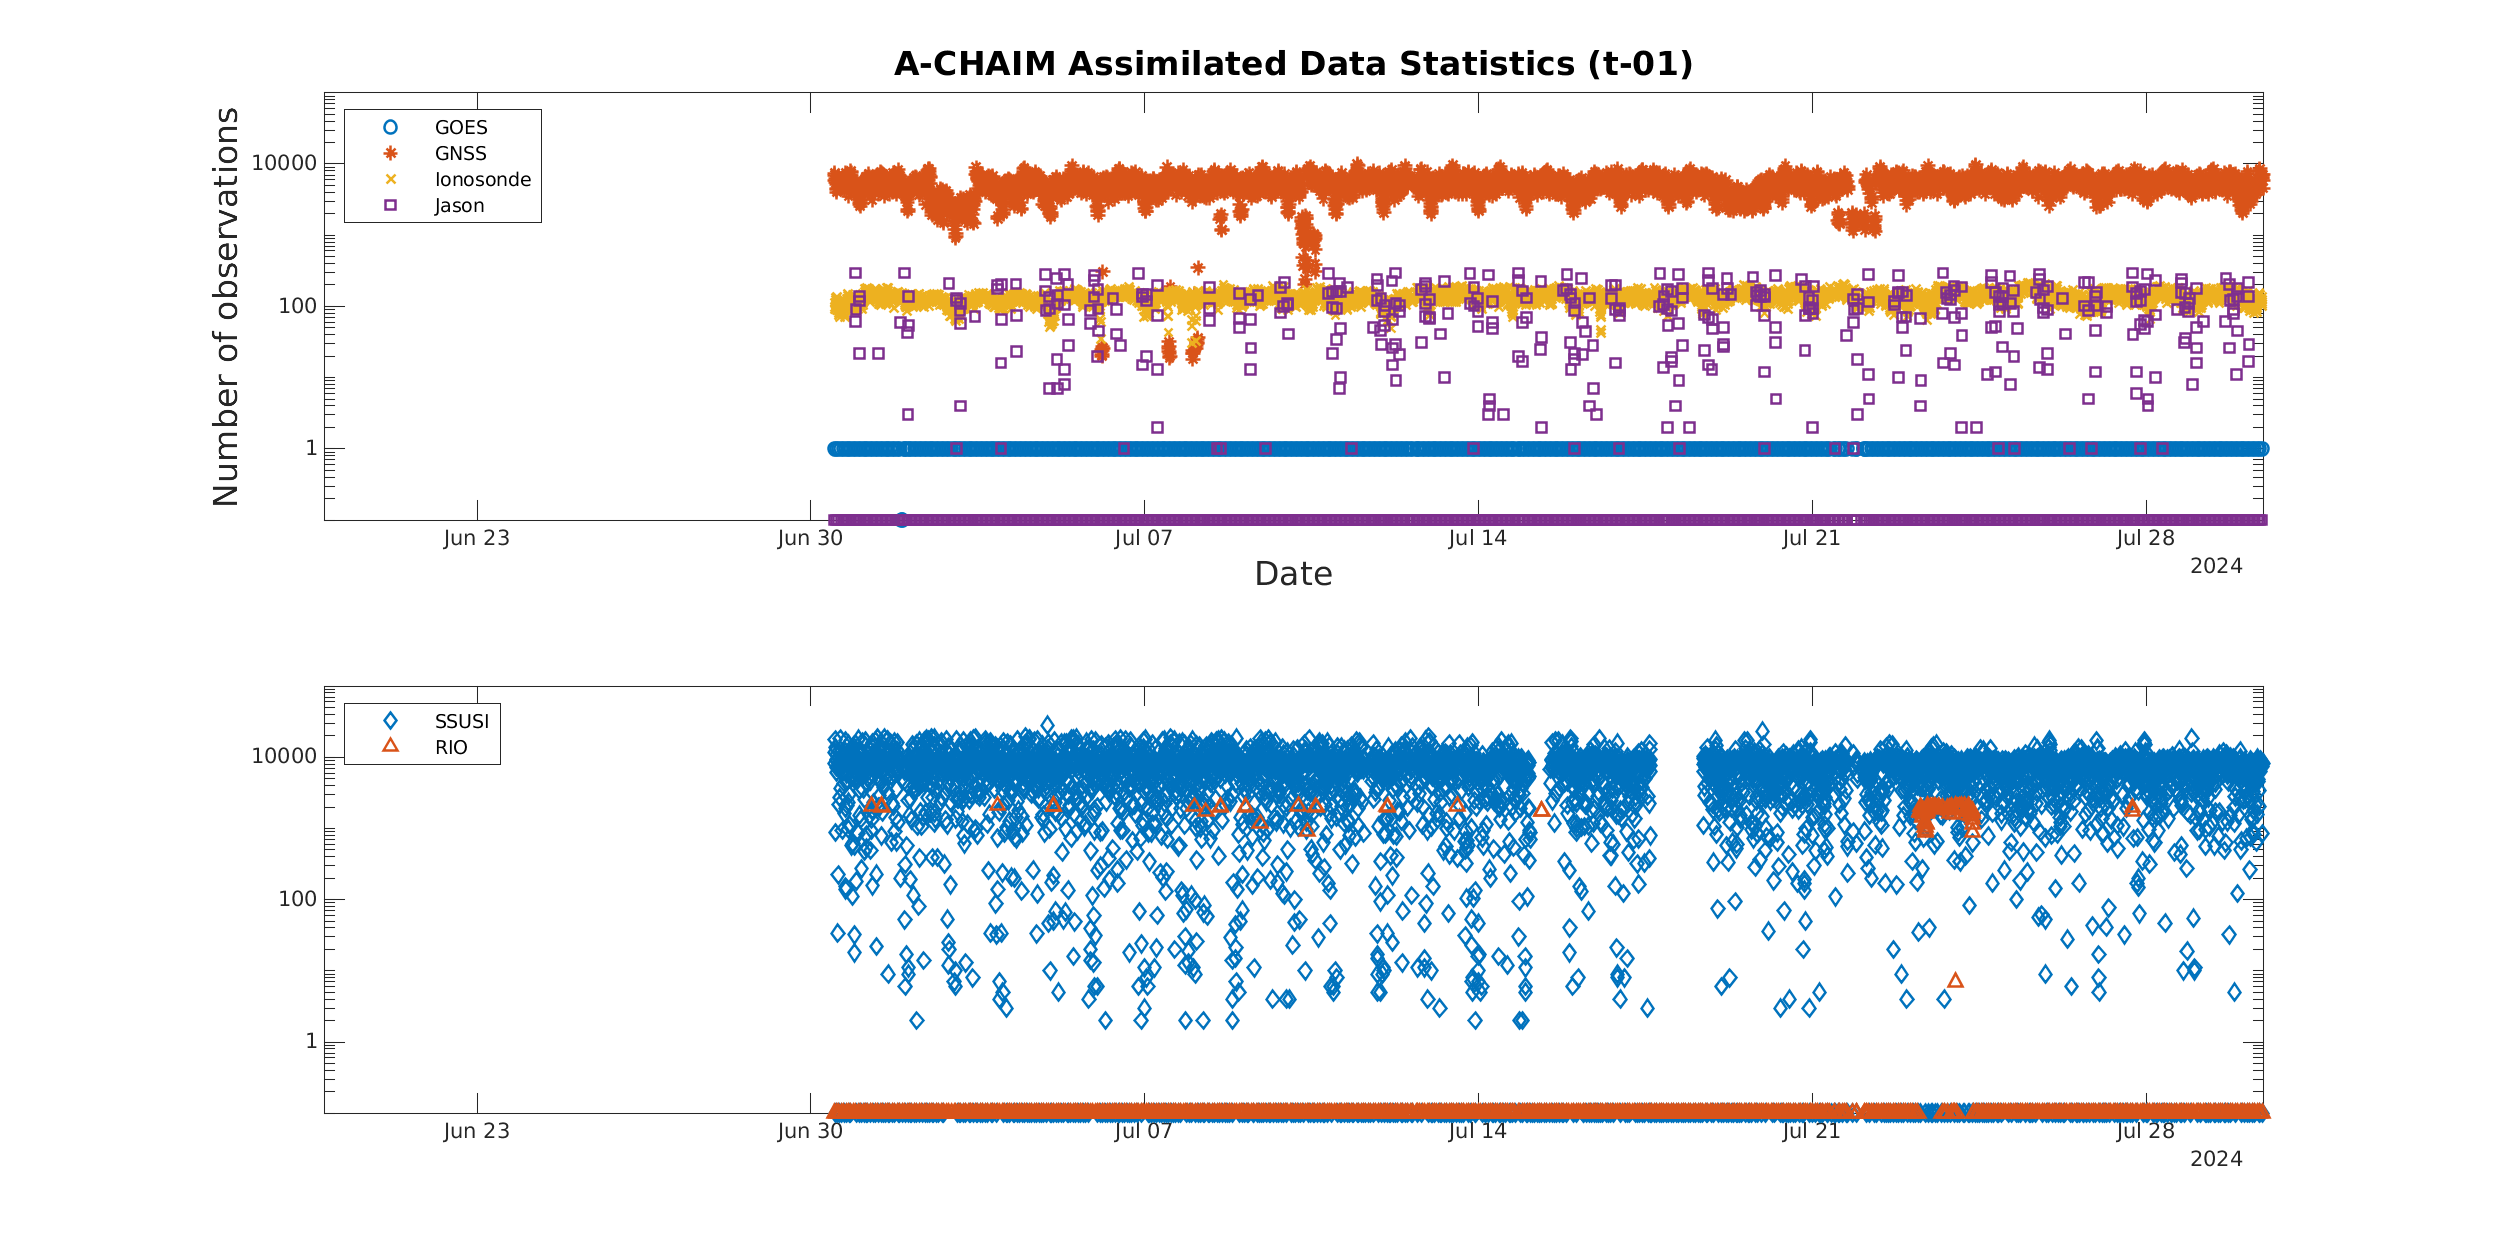 A-CHAIM Assimilated Data Statistics (t-01)
Number of observations
10000
100
1
GOES
GNSS
Ionosonde
Jason
Jun 23
Jun 30
Jul 07
Jul 14
Jul 21
Jul 28
2024
Date
10000
100
1
SSUSI
RIO
Jun 23
Jun 30
Jul 07
Jul 14
Jul 21
Jul 28
2024